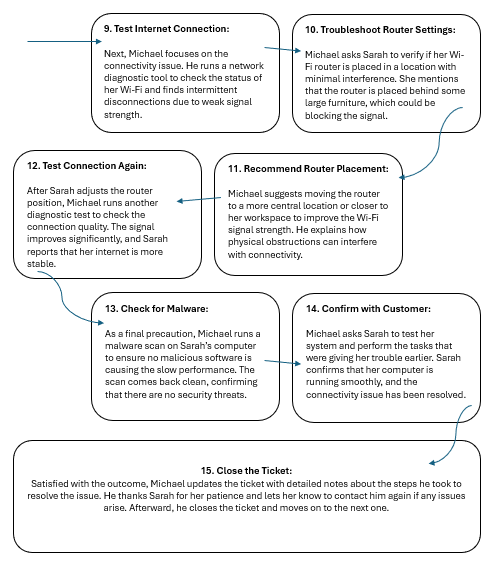 9. Test Internet Connection:
Next, Michael focuses on the
connectivity issue. He runs a network
diagnostic tool to check the status of
her Wi-Fi and finds intermittent
disconnections due to weak signal
strength.
10. Troubleshoot Router Settings:
Michael asks Sarah to verify if her Wi-
Fi router is placed in a location with
minimal interference. She mentions
that the router is placed behind some
large furniture, which could be
blocking the signal.
11. Recommend Router Placement:
Michael suggests moving the router
to a more central location or closer to
her workspace to improve the Wi-Fi
signal strength. He explains how
physical obstructions can interfere
with connectivity.
12. Test Connection Again:
After Sarah adjusts the router
position, Michael runs another
diagnostic test to check the
connection quality. The signal
improves significantly, and Sarah
reports that her internet is more
stable.
13. Check for Malware:
As a final precaution, Michael runs a
malware scan on Sarah's computer
to ensure no malicious software is
causing the slow performance. The
scan comes back clean, confirming
that there are no security threats.
14. Confirm with Customer:
Michael asks Sarah to test her
system and perform the tasks that
were giving her trouble earlier. Sarah
confirms that her computer is
running smoothly, and the
connectivity issue has been resolved.
15. Close the Ticket:
Satisfied with the outcome, Michael updates the ticket with detailed notes about the steps he took to
resolve the issue. He thanks Sarah for her patience and lets her know to contact him again if any issues
arise. Afterward, he closes the ticket and moves on to the next one.